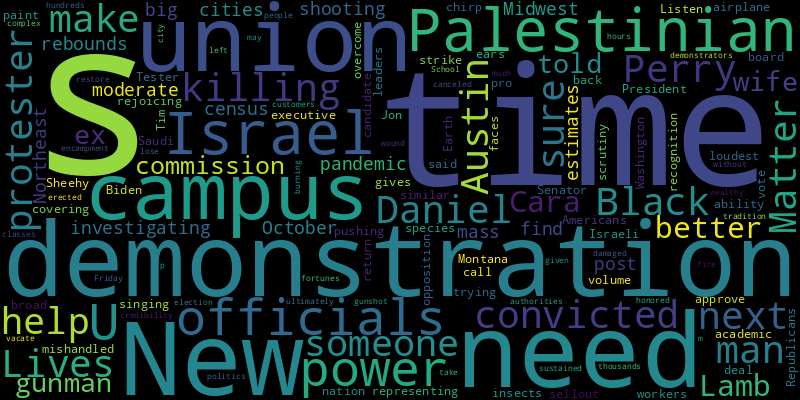 hundreds people big cities shooting chirp Midwest Listen airplane
complex paint make union city overcome Palestinian
rebounds left may leaders strike ears told hours board demonstrators
restore Tester killing candidate pro back Perry wife
moderate rejoicing census executive Tim Jon time Austin sure estimates President
protester Northeast S ex Saudi Israel Earth faces scrutiny Washington recognition loudest without Matter
encampment lose customers School much canceled wound said
commission pandemic
Sheehy Biden campus burning gives similar Senator Americans ability vote wealthy
erected covering Daniel Cara Black tradition
investigating October pushing species mass find Israeli better
classes Friday p demonstration return opposition Montana call post given damaged fire
fortunes trying volume approve
broad singing election ultimately gunshot authorities honored
help U officials convicted next
vacate credibility New someone need academic man Republicans
mishandled politics power sustained thousands m deal
Lives gunman take nation representing insects sellout workers Lamb